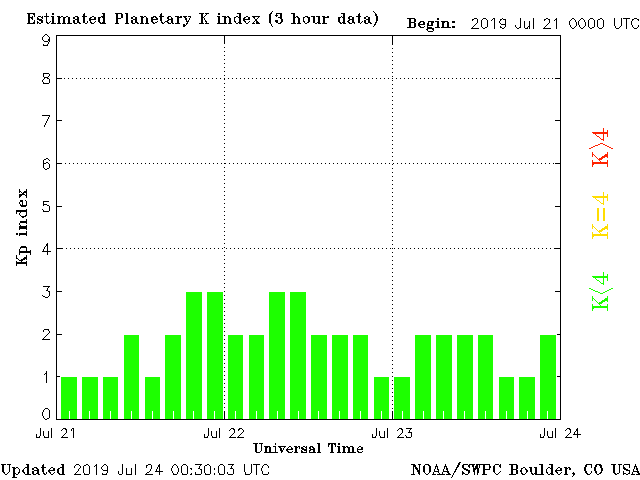 Estimated Planetary K index (3 hour data) Begin: 2019 Jul 21 0000 UTC
9
8
7
6
5
4
3
2
1
0
Kp index
K>4
K=4
K<4
Jul 21 Jul 22 Jul 23 Jul 24
Universal Time
Updated 2019 Jul 24 00:30:03 UTC NOAA/SWPC Boulder, CO USA